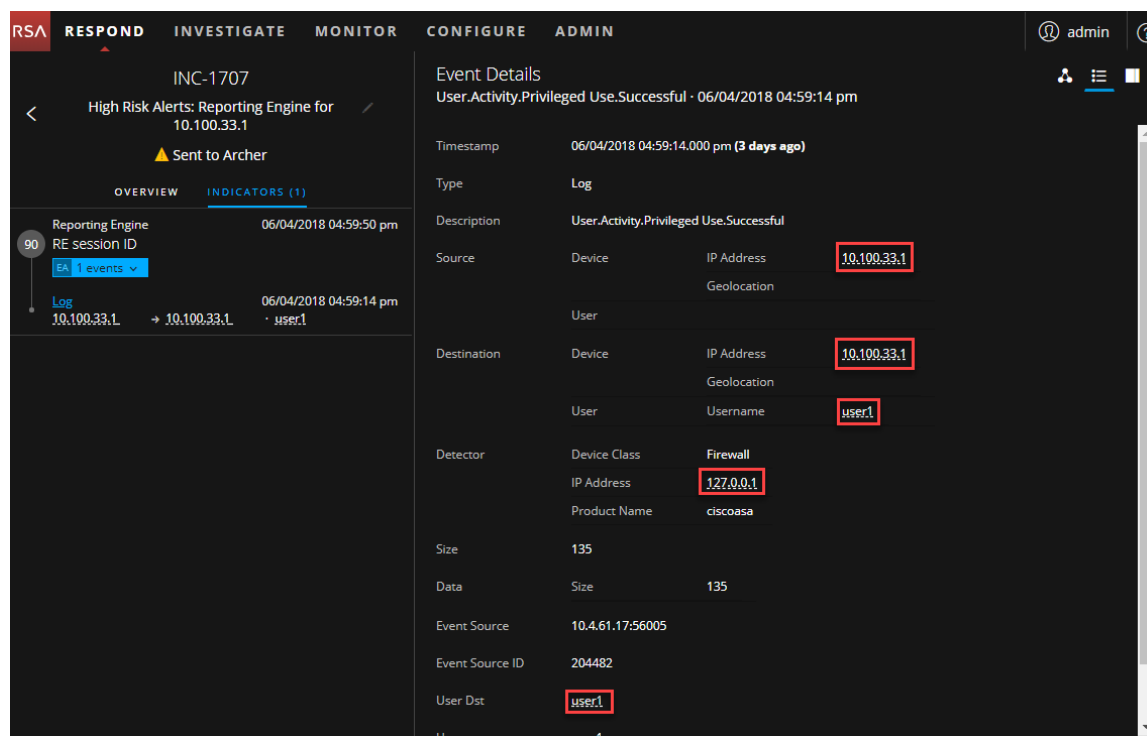 RSA RESPOND INVESTIGATE MONITOR CONFIGURE ADMIN admin
INC-1707
High Risk Alerts: Reporting Engine for
10.100.33.1
Sent to Archer
OVERVIEW INDICATORS (1)
Reporting Engine 06/04/2018 04:59:50 pm
90 RE session ID
EA 1 events
Log 06/04/2018 04:59:14 pm
10.100.33.1 → 10.100.33.1 · user1
Event Details
User.Activity.Privileged Use.Successful · 06/04/2018 04:59:14 pm
Timestamp 06/04/2018 04:59:14.000 pm (3 days ago)
Type Log
Description User.Activity.Privileged Use.Successful
Source Device IP Address 10.100.33.1
Geolocation
User
Destination Device IP Address 10.100.33.1
Geolocation
User Username user1
Detector Device Class Firewall
IP Address 127.0.0.1
Product Name ciscoasa
Size 135
Data Size 135
Event Source 10.4.61.17:56005
Event Source ID 204482
User Dst user1